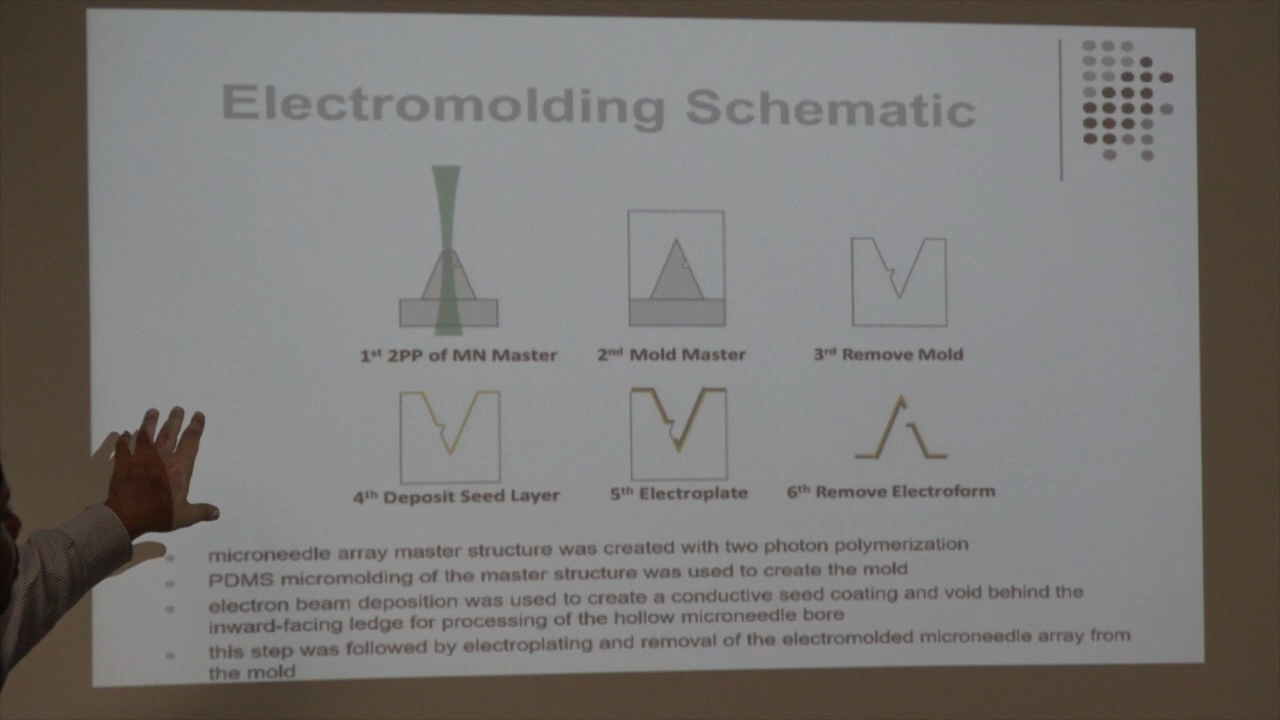 Electromolding Schematic
1st 2PP of MN Master
2nd Mold Master
3rd Remove Mold
4th Deposit Seed Layer
5th Electroplate
6th Remove Electroform
microneedle array master structure was created with two photon polymerization
PDMS micromolding of the master structure was used to create the mold
electron beam deposition was used to create a conductive seed coating and void behind the
inward-facing ledge for processing of the hollow microneedle bore
this step was followed by electroplating and removal of the electromolded microneedle array from
the mold